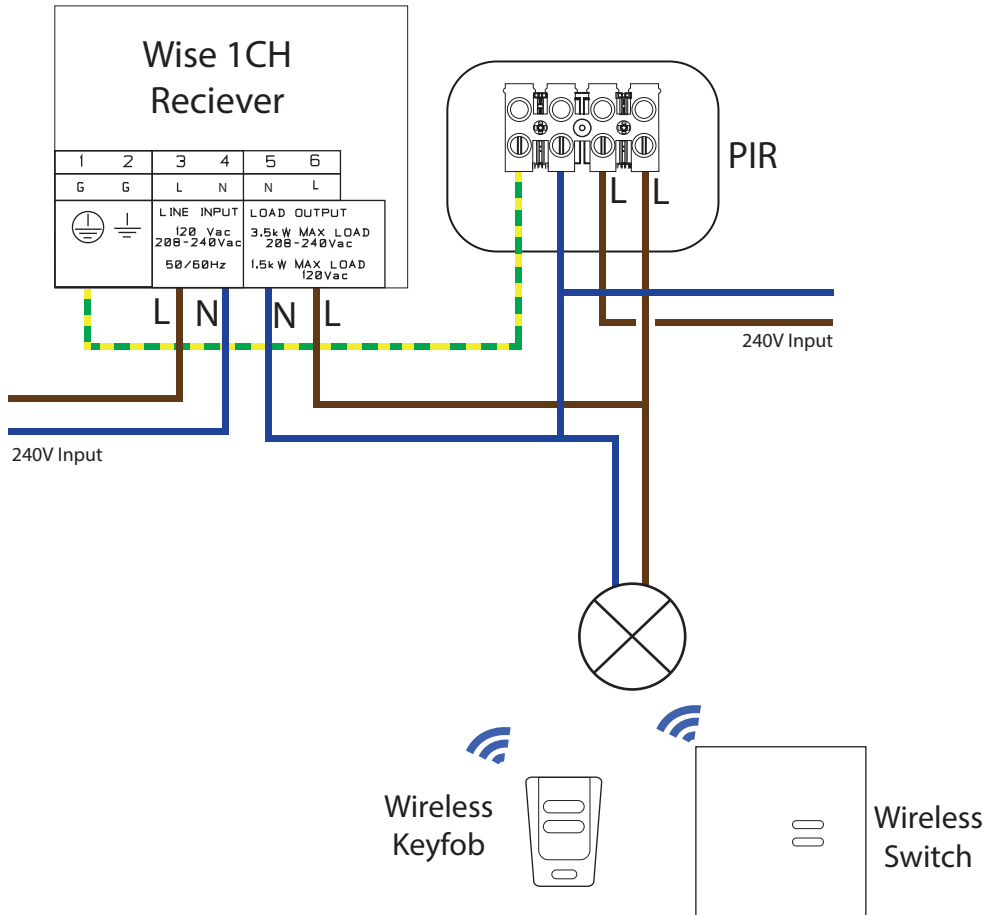 Wise 1CH
Reciever
1 2 3 4 5 6
G G L N N L
LINE INPUT
120 Vac
208-240Vac
50/60Hz
LOAD OUTPUT
3.5kW MAX LOAD
208-240Vac
1.5kW MAX LOAD
120Vac
L N N L
240V Input
PIR
L L
240V Input
Wireless
Keyfob
Wireless
Switch